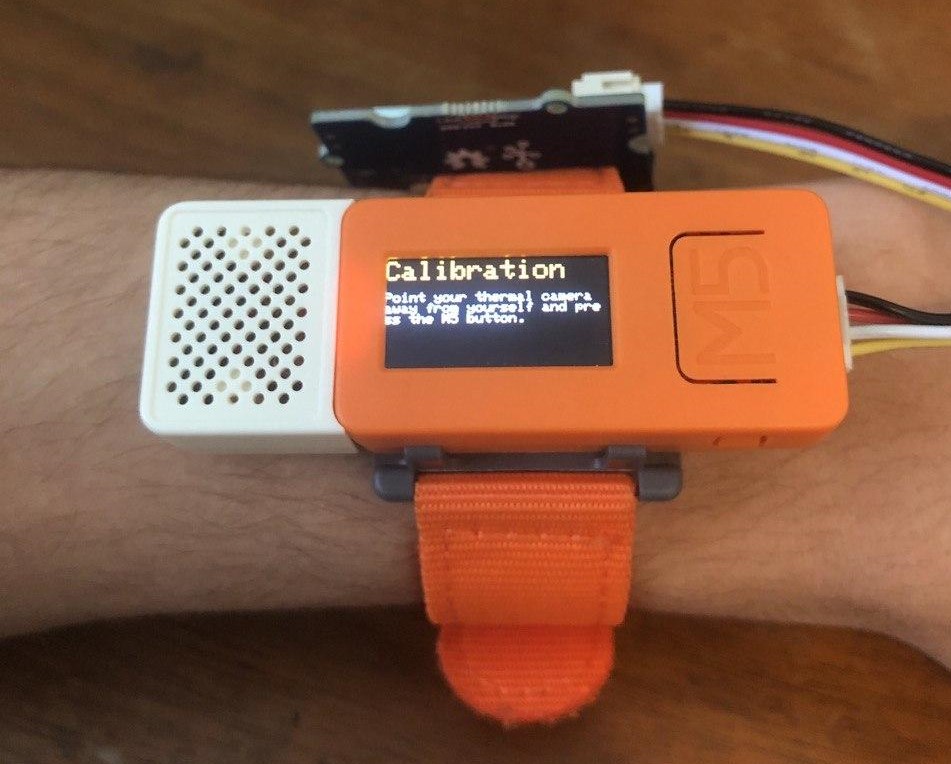 Calibration
Point your thermal camera
away from yourself and pre
ss the M5 button.
M5